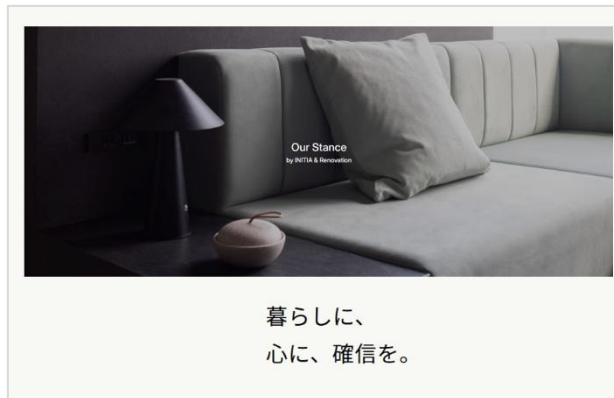 Our Stance
by INITIA & Renovation
暮らしに、
心に、確信を。